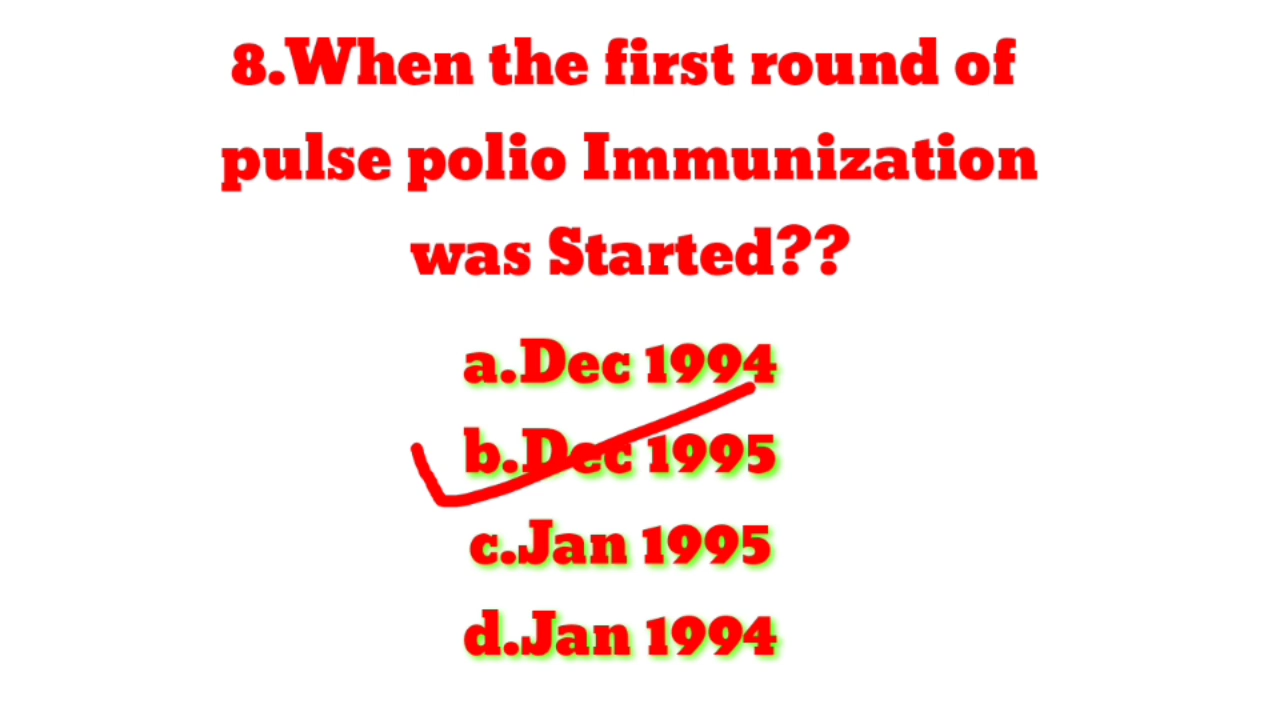 8.When the first round of
pulse polio Immunization
was Started??
a.Dec 1994
b.Dec 1995
c.Jan 1995
d.Jan 1994